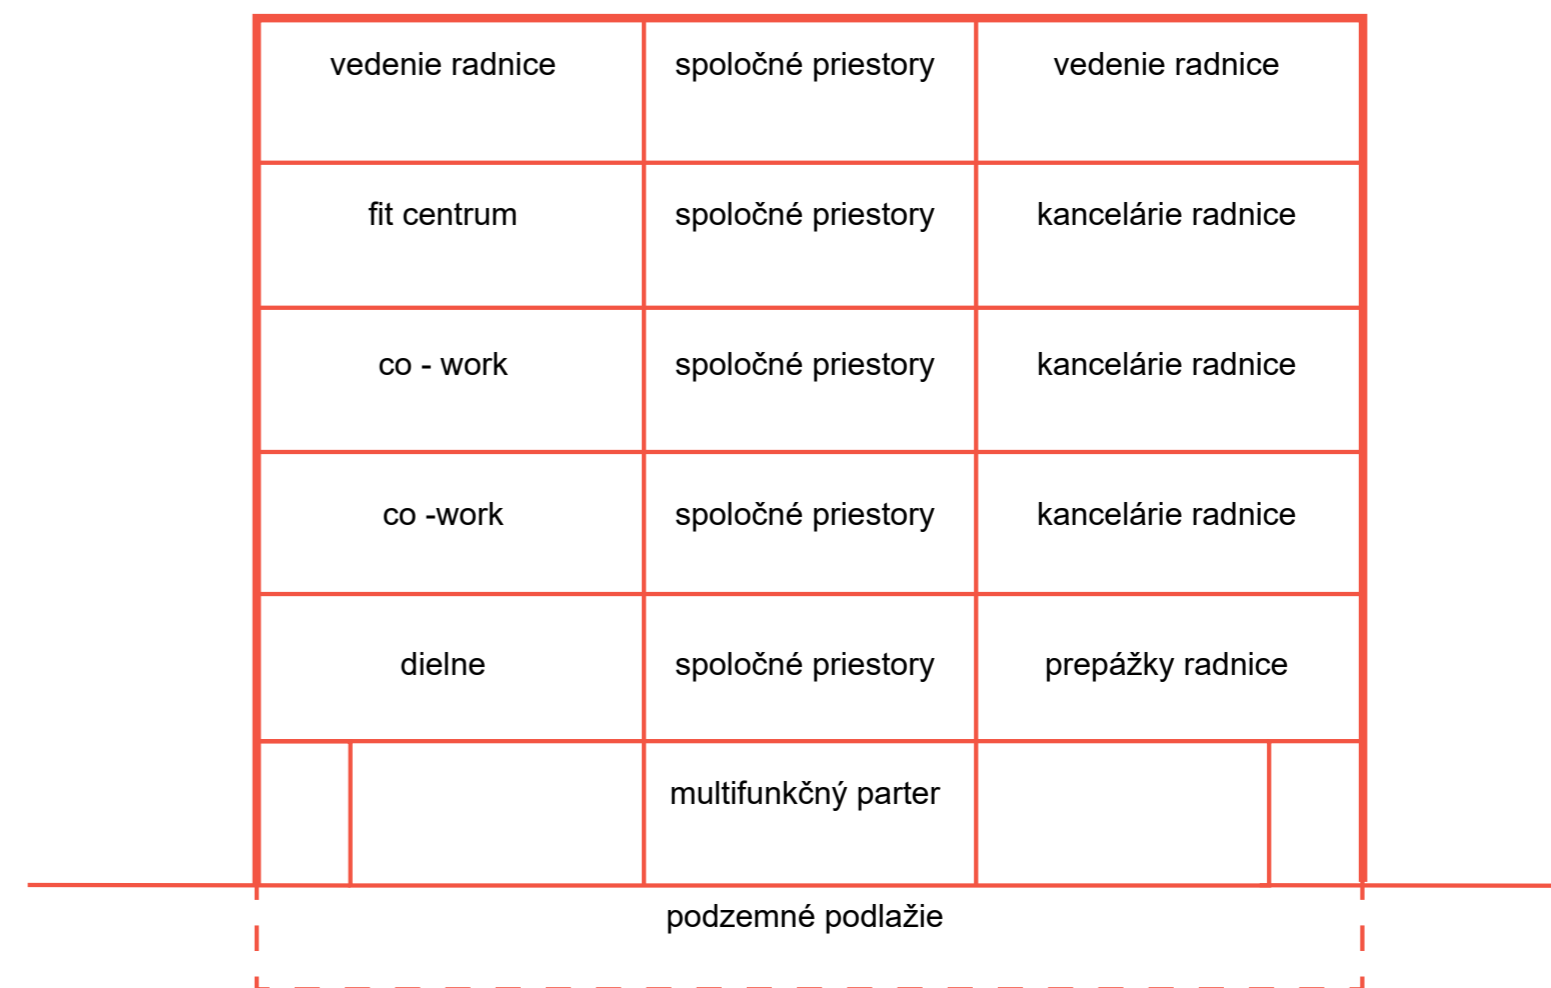 vedenie radnice spoločné priestory vedenie radnice
fit centrum spoločné priestory kancelárie radnice
co - work spoločné priestory kancelárie radnice
co -work spoločné priestory kancelárie radnice
dielne spoločné priestory prepážky radnice
multifunkčný parter
podzemné podlažie